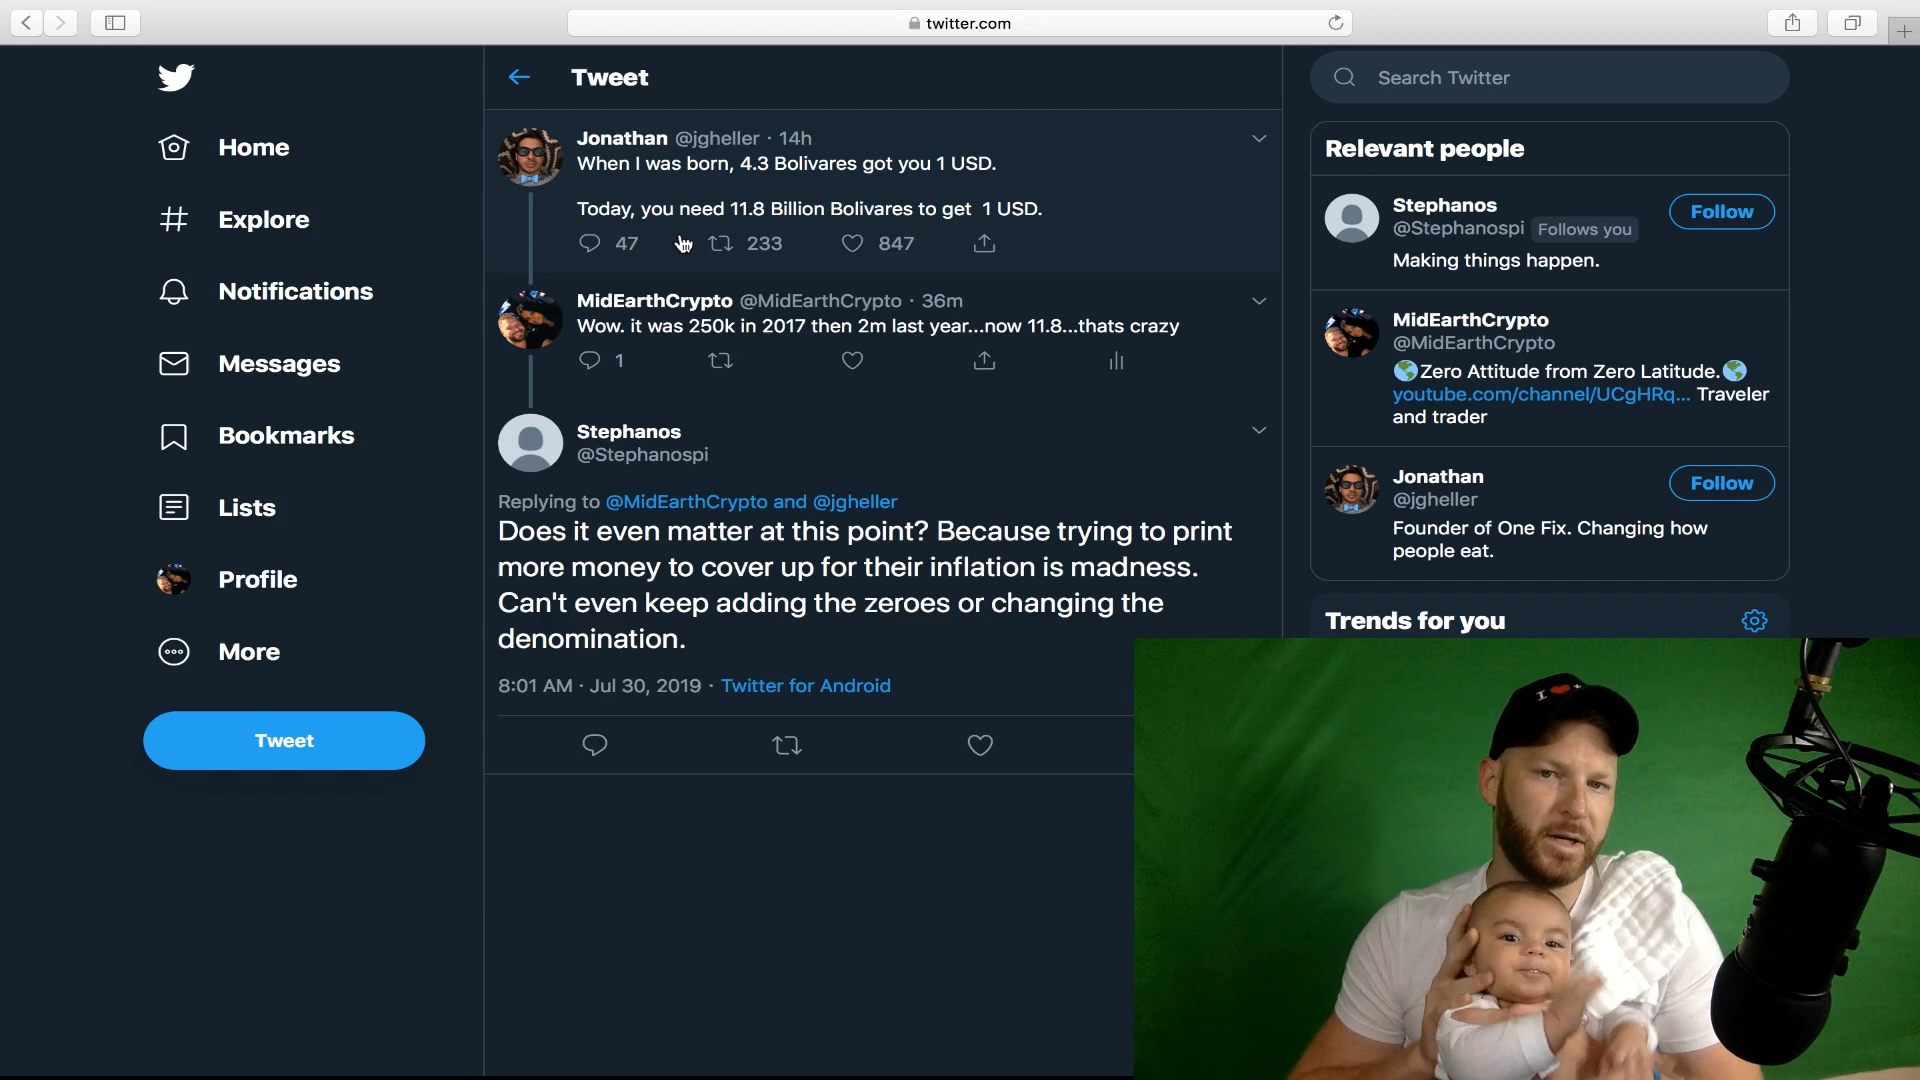 twitter.com
Tweet
Search Twitter
Home
Explore
Notifications
Messages
Bookmarks
Lists
Profile
More
Tweet
Jonathan @jgheller · 14h
When I was born, 4.3 Bolivares got you 1 USD.
Today, you need 11.8 Billion Bolivares to get 1 USD.
47 233 847
MidEarthCrypto @MidEarthCrypto · 36m
Wow. it was 250k in 2017 then 2m last year...now 11.8...thats crazy
1
Stephanos
@Stephanospi
Replying to @MidEarthCrypto and @jgheller
Does it even matter at this point? Because trying to print
more money to cover up for their inflation is madness.
Can't even keep adding the zeroes or changing the
denomination.
8:01 AM · Jul 30, 2019 · Twitter for Android
Relevant people
Stephanos
@Stephanospi Follows you
Follow
Making things happen.
MidEarthCrypto
@MidEarthCrypto
🌎Zero Attitude from Zero Latitude.🌎
youtube.com/channel/UCgHRq... Traveler
and trader
Jonathan
@jgheller
Follow
Founder of One Fix. Changing how
people eat.
Trends for you
I ❤